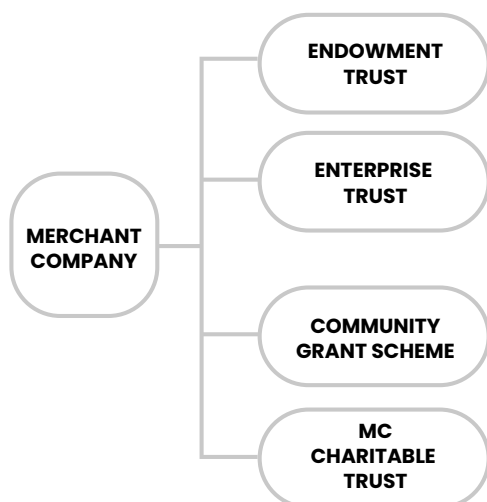 ENDOWMENT
TRUST
ENTERPRISE
TRUST
MERCHANT
COMPANY
COMMUNITY
GRANT SCHEME
MC
CHARITABLE
TRUST